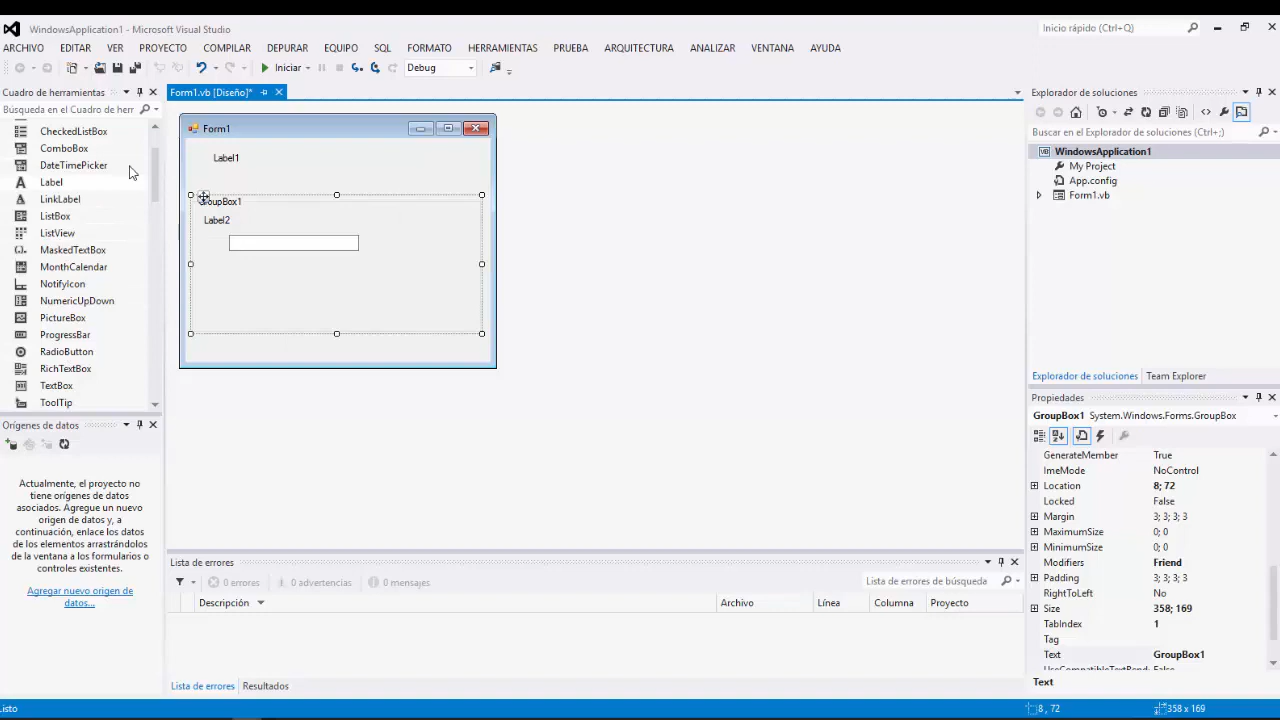 WindowsApplication1 - Microsoft Visual Studio
Inicio rápido (Ctrl+Q)
ARCHIVO EDITAR VER PROYECTO COMPILAR DEPURAR EQUIPO SQL FORMATO HERRAMIENTAS PRUEBA ARQUITECTURA ANALIZAR VENTANA AYUDA
Iniciar Debug
Cuadro de herramientas
Búsqueda en el Cuadro de herr
CheckedListBox
ComboBox
DateTimePicker
Label
LinkLabel
ListBox
ListView
MaskedTextBox
MonthCalendar
NotifyIcon
NumericUpDown
PictureBox
ProgressBar
RadioButton
RichTextBox
TextBox
ToolTip
Orígenes de datos
Actualmente, el proyecto no
tiene orígenes de datos
asociados. Agregue un nuevo
origen de datos y, a
continuación, enlace los datos
de los elementos arrastrándolos
de la ventana a los formularios o
controles existentes.
Agregar nuevo origen de
datos...
Form1.vb [Diseño]*
Form1
Label1
GroupBox1
Label2
Lista de errores
0 errores 0 advertencias 0 mensajes
Lista de errores de búsqueda
Descripción Archivo Línea Columna Proyecto
Lista de errores Resultados
Explorador de soluciones
Buscar en el Explorador de soluciones (Ctrl+;)
WindowsApplication1
My Project
App.config
Form1.vb
Explorador de soluciones Team Explorer
Propiedades
GroupBox1 System.Windows.Forms.GroupBox
GenerateMember True
ImeMode NoControl
Location 8; 72
Locked False
Margin 3; 3; 3; 3
MaximumSize 0; 0
MinimumSize 0; 0
Modifiers Friend
Padding 3; 3; 3; 3
RightToLeft No
Size 358; 169
TabIndex 1
Tag
Text GroupBox1
Text
Listo
8 , 72
358 x 169